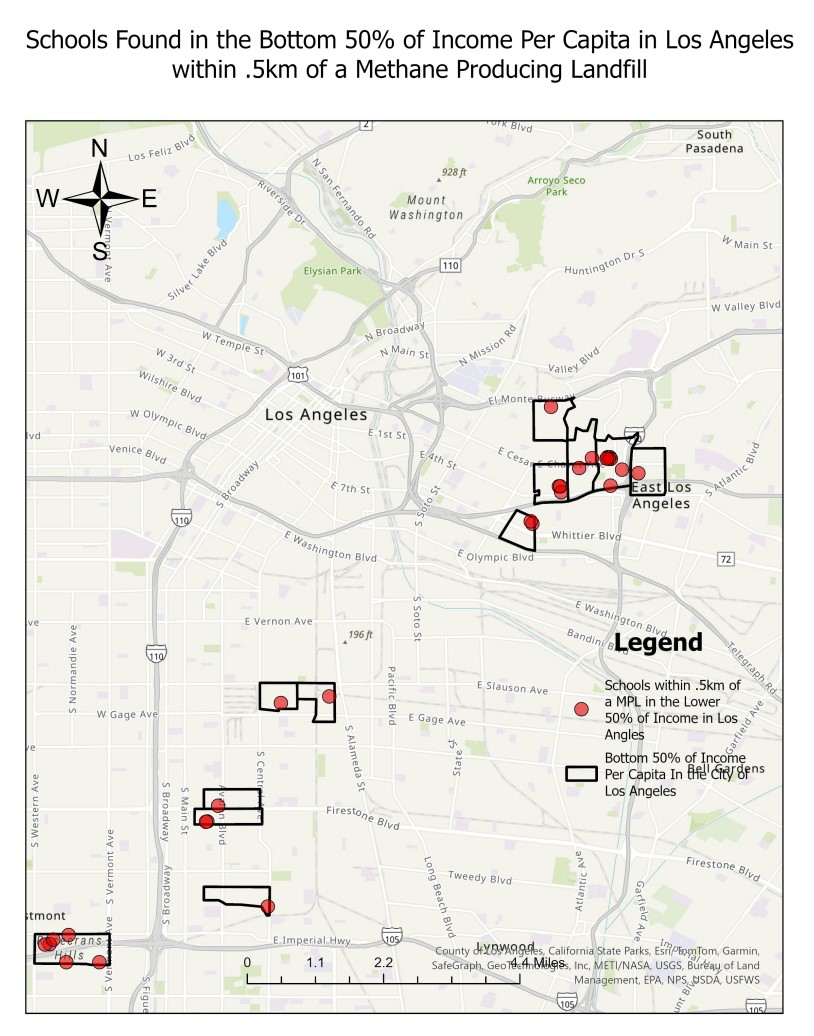 Schools Found in the Bottom 50% of Income Per Capita in Los Angeles
within .5km of a Methane Producing Landfill
N
W
E
S
Los Feliz Blvd
Vermont Ave
Riverside Dr
N San Fernando Rd
2
York Blvd
928 ft
Mount
Washington
Arroyo Seco
Park
South
Pasadena
W Main St
Huntington Dr S
110
Silver Lake Blvd
Elysian Park
W Valley Blvd
W Temple St
N Broadway
N Main St
N Mission Rd
Valley Blvd
W 3rd St
Wilshire Blvd
101
El Monte Busway
W Olympic Blvd
Los Angeles
lvd
Venice Blvd
E 1st St
E 4th St
E Cesar E Cha
S Atlantic Blvd
S Broadway
E 7th St
S Soto St
East Los
Angeles
110
E Washington Blvd
E Olympic Blvd
Whittier Blvd
72
S Soto St
E Washington Blvd
Bandini Blvd
Telegraph Rd
ve
E Vernon Ave
196 ft
S Normandie Ave
110
Legend
Schools within .5km of
a MPL in the Lower
50% of Income in Los
Angles
Bottom 50% of Income
Per Capita In the City of
Los Angeles
Pacific Blvd
E Slauson Ave
W Gage Ave
E Gage Ave
Garfield Ave
Bell Gardens
ve
S Alameda St
State St
S Central Ave
S Western Ave
S Broadway
S Main St
Firestone Blvd
S Vermont Ave
S Broadway
Long Beach Blvd
Tweedy Blvd
Atlantic Ave
Firestone Blvd
Garfield Ave
stmont
Hills
S Ve
Ave
E Imperial Hwy
105
Lynwood
Imperial
S Figue
0
1.1
2.2
4.4 Miles
County of Los Angeles, California State Parks, Esri, TomTom, Garmin,
SafeGraph, GeoTechnologies, Inc, METI/NASA, USGS, Bureau of Land
Management, EPA, NPS, USDA, USFWS
105
105